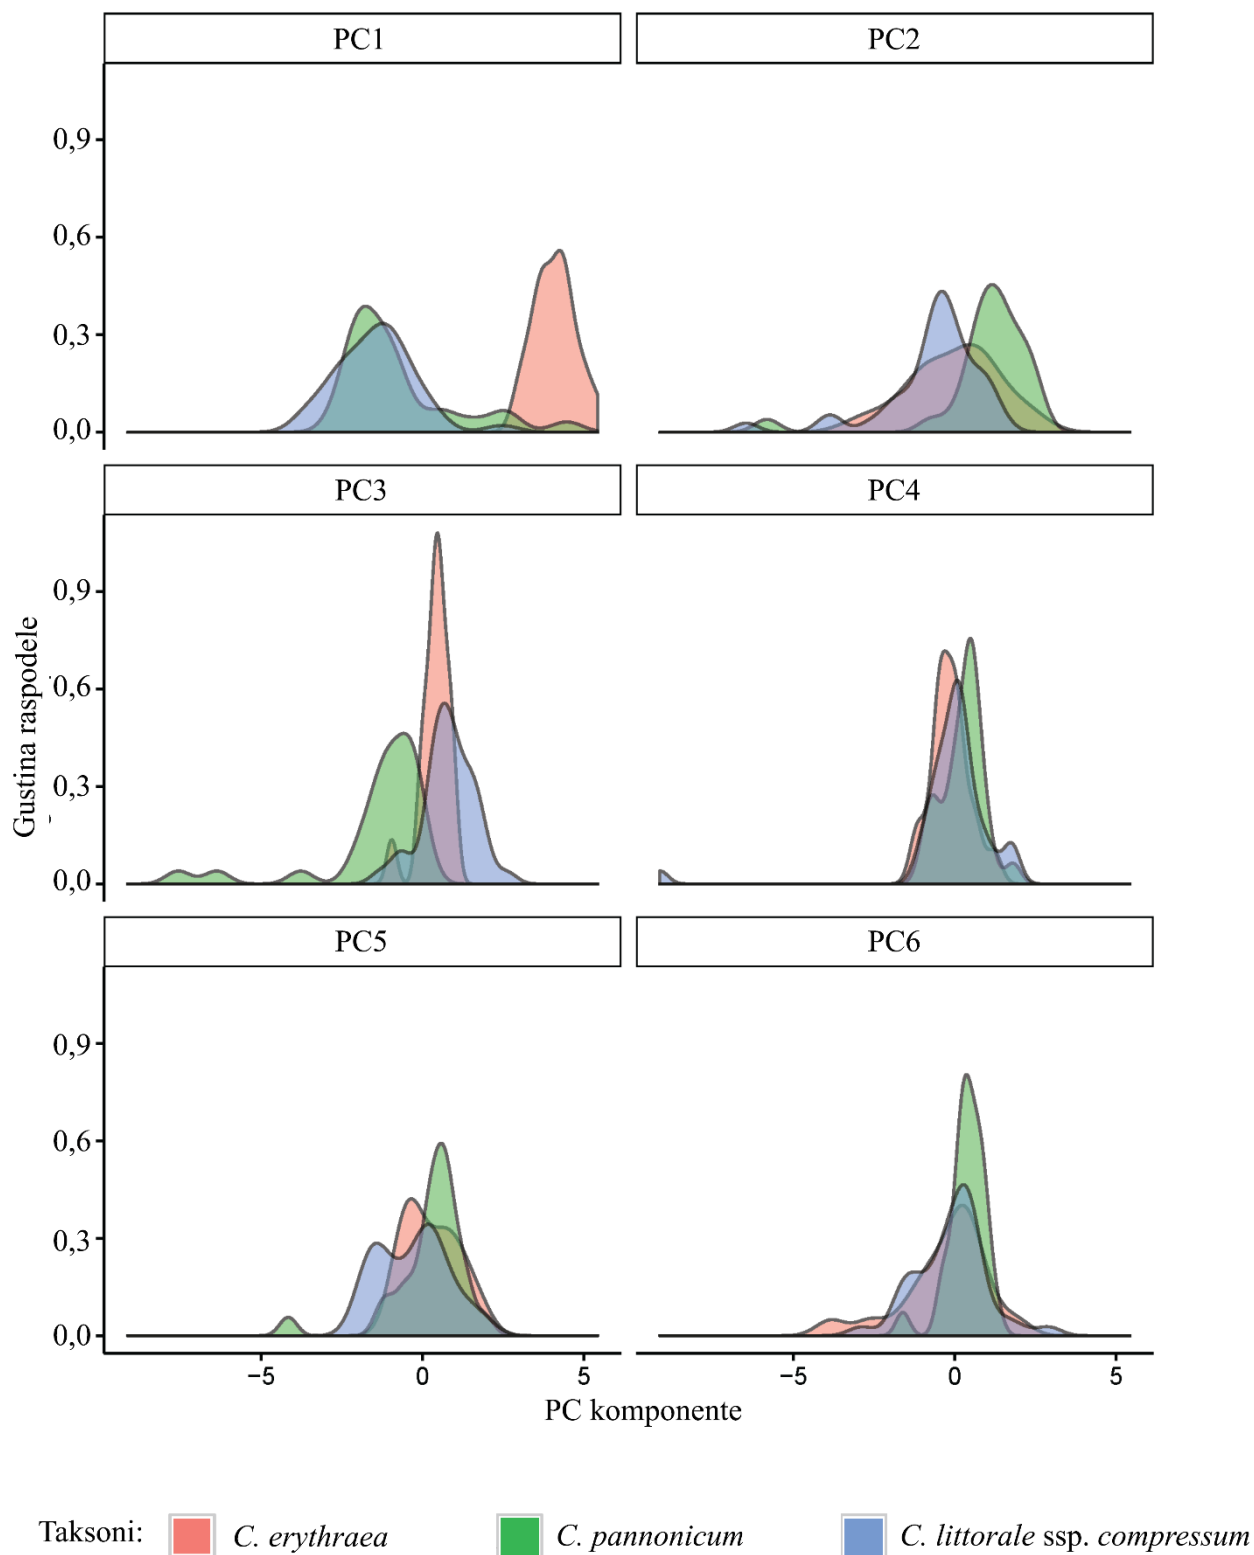 PC1 PC2
0,9
0,6
0,3
0,0
PC3 PC4
0,9
0,6
0,3
0,0
Gustina raspodele
PC5 PC6
0,9
0,6
0,3
0,0
−5 0 5 −5 0 5
PC komponente
Taksoni: C. erythraea C. pannonicum C. littorale ssp. compressum